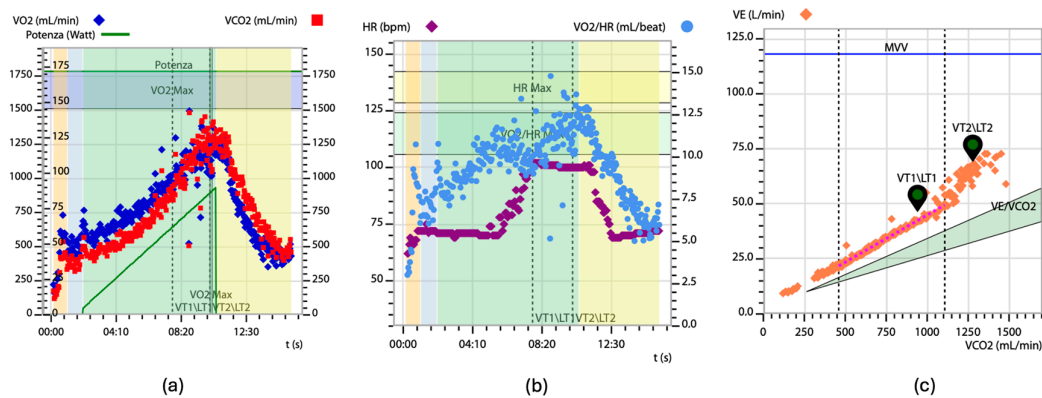 VO2 (mL/min) VCO2 (mL/min)
Potenza (Watt)
175 Potenza
1750 1750
VO2 Max
150
1500 1500
125
1250 1250
100
1000 1000
75
750 750
50
500 500
25
250 250
VO2 Max
VT1\LT1 VT2\LT2
0 0 0
00:00 04:10 08:20 12:30
t (s)
(a)
HR (bpm) VO2/HR (mL/beat)
150
15.0
HR Max
125 12.5
VO2/HR M
100 10.0
75 7.5
5.0
50
2.5
VT1\LT1 VT2\LT2
0.0
00:00 04:10 08:20 12:30
t (s)
(b)
VE (L/min)
125
MVV
100
VT2\LT2
75.0
VT1\LT1
50.0
VE/VCO2
25.0
0.0
0 500 1000 1500
VCO2 (mL/min)
(c)